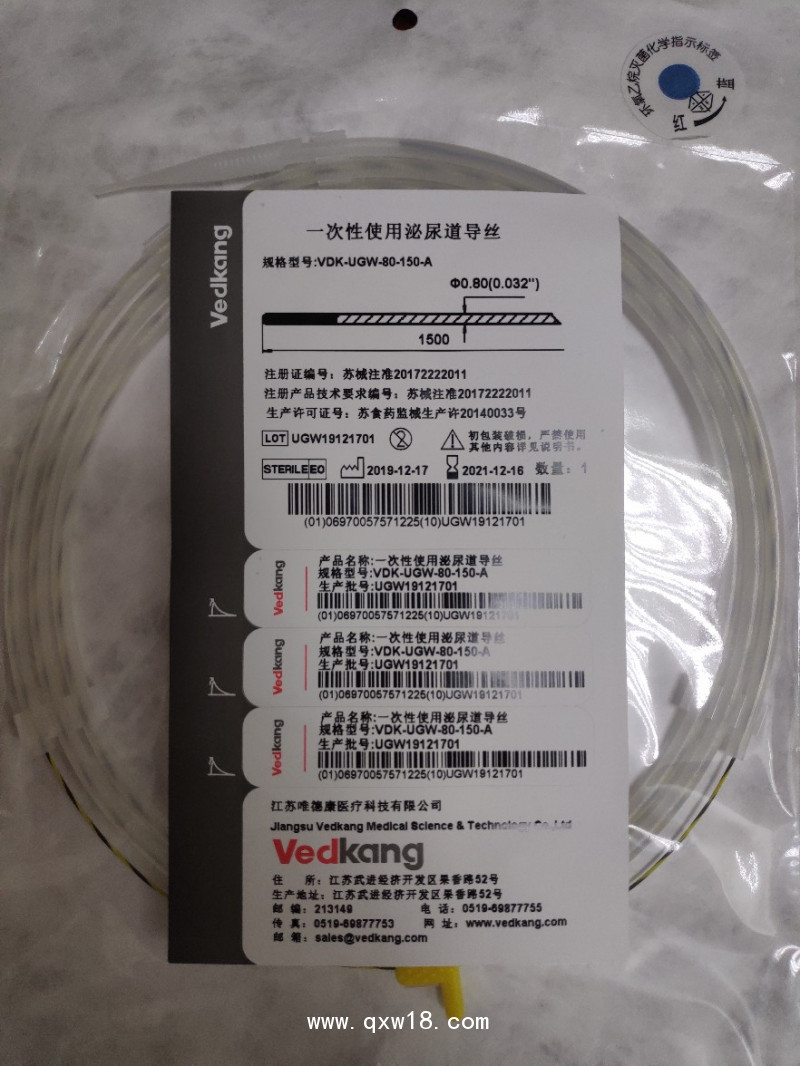 环氧乙烷灭菌化学指示标签
红
蓝
Vedkang
一次性使用泌尿道导丝
规格型号:VDK-UGW-80-150-A
Φ0.80(0.032")
1500
注册证编号：苏械注准20172222011
注册产品技术要求编号：苏械注准20172222011
生产许可证号：苏食药监械生产许20140033号
LOT UGW19121701 2 初包装破损，严禁使用
其他内容详见说明书。
STERILE EO 2019-12-17 2021-12-16 数量：1
(01)06970057571225(10)UGW19121701
Vedkang
产品名称:一次性使用泌尿道导丝
规格型号:VDK-UGW-80-150-A
生产批号:UGW19121701
(01)06970057571225(10)UGW19121701
Vedkang
产品名称:一次性使用泌尿道导丝
规格型号:VDK-UGW-80-150-A
生产批号:UGW19121701
(01)06970057571225(10)UGW19121701
Vedkang
产品名称:一次性使用泌尿道导丝
规格型号:VDK-UGW-80-150-A
生产批号:UGW19121701
(01)06970057571225(10)UGW19121701
江苏唯德康医疗科技有限公司
Jiangsu Vedkang Medical Science & Technology Co.,Ltd
Vedkang
住 所：江苏武进经济开发区果香路52号
生产地址：江苏武进经济开发区果香路52号
邮 编：213149 电 话：0519-69877755
传 真：0519-69877753 网 址：www.vedkang.com
邮 箱：sales@vedkang.com
www.qxw18.com